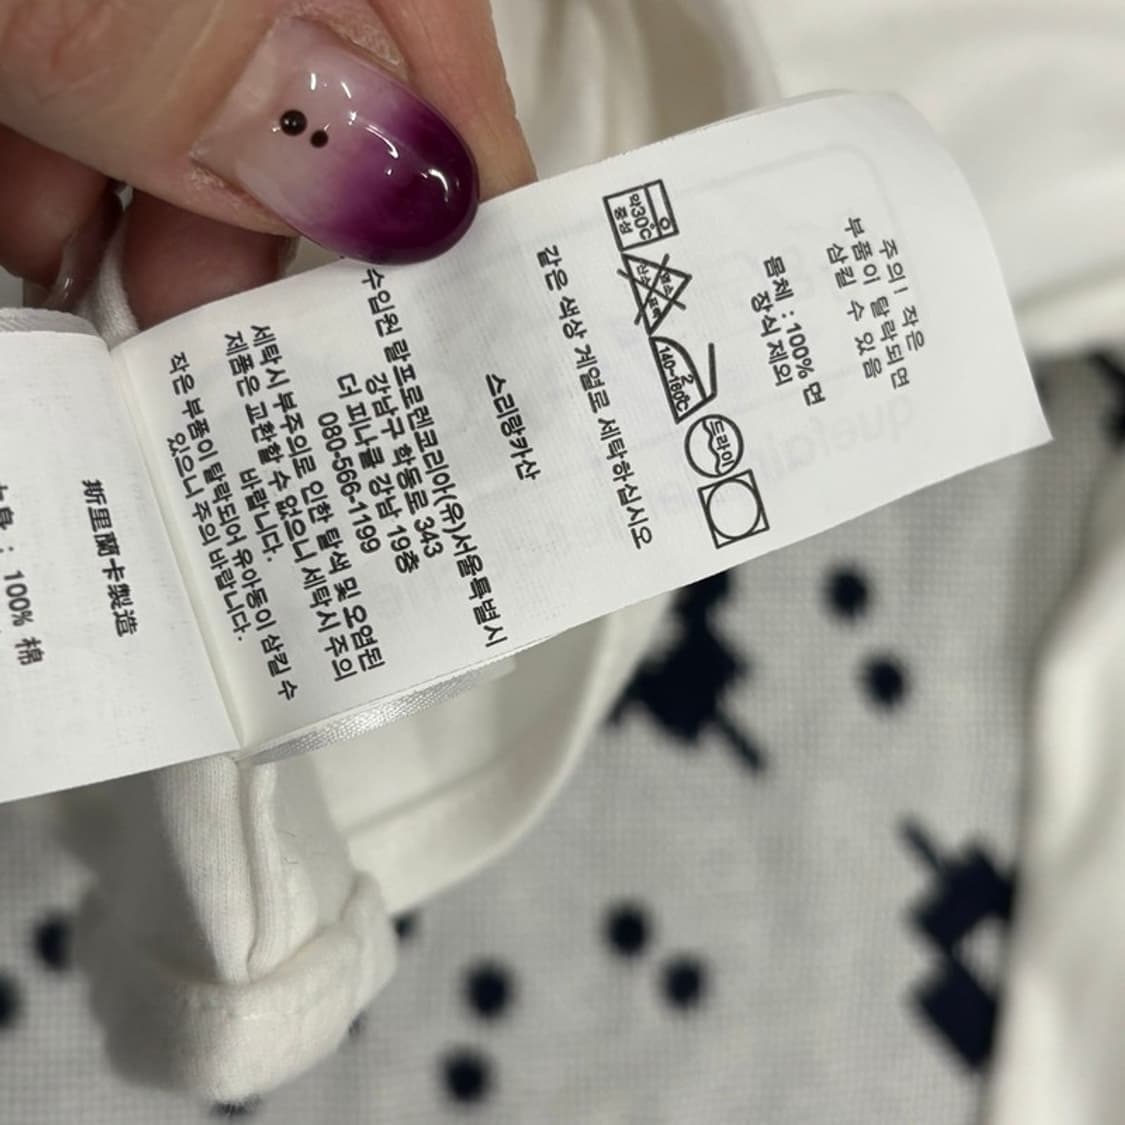 주의! 작은
부품이 탈락되면
삼킬 수 있음
몸체 : 100% 면
장식 제외
약30℃
중성
140~160℃
2
드라이
같은 색상 계열로 세탁하십시오
스리랑카산
수입원 랄프로렌코리아(유)서울특별시
강남구 학동로 343
더 피나클 강남 19층
080-566-1199
세탁시 부주의로 인한 탈색 및 오염된
제품은 교환할 수 없으니 세탁시 주의
바랍니다.
작은 부품이 탈락되어 유아동이 삼킬 수
있으니 주의 바랍니다.
斯里蘭卡製造
身 : 100% 棉